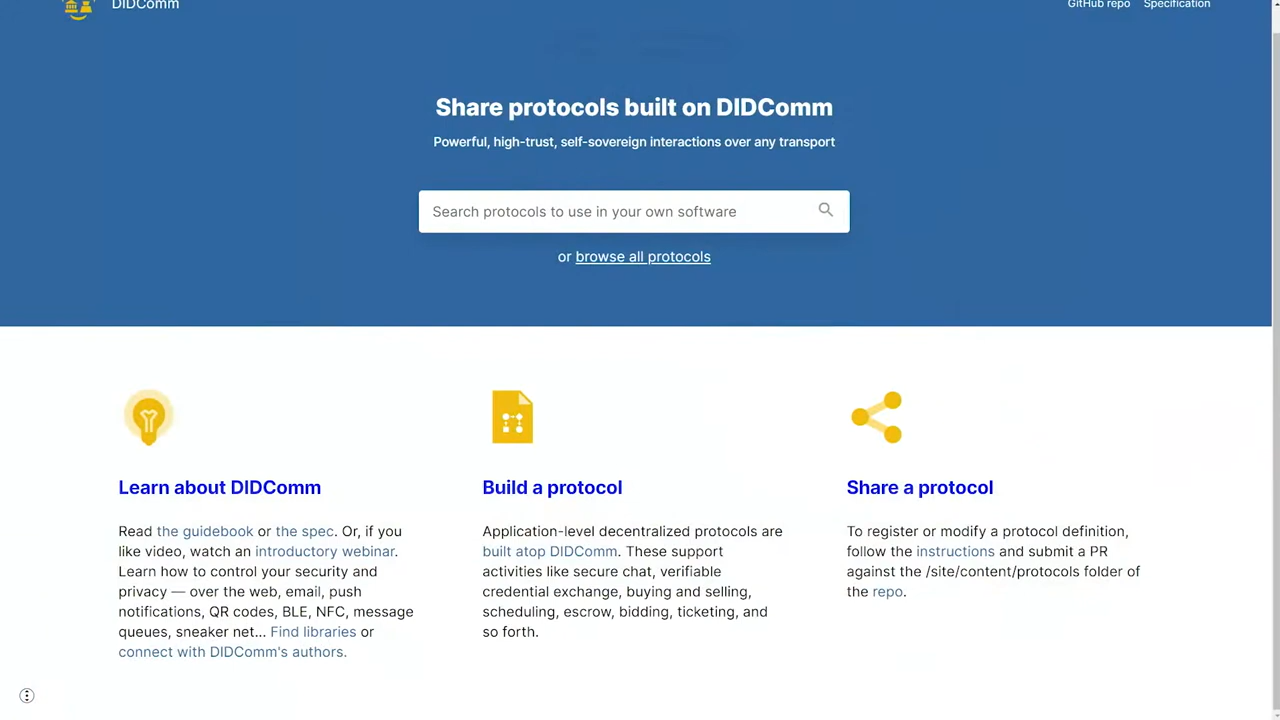 DIDComm
GitHub repo Specification
Share protocols built on DIDComm
Powerful, high-trust, self-sovereign interactions over any transport
Search protocols to use in your own software
or browse all protocols
Learn about DIDComm
Read the guidebook or the spec. Or, if you
like video, watch an introductory webinar.
Learn how to control your security and
privacy — over the web, email, push
notifications, QR codes, BLE, NFC, message
queues, sneaker net... Find libraries or
connect with DIDComm's authors.
Build a protocol
Application-level decentralized protocols are
built atop DIDComm. These support
activities like secure chat, verifiable
credential exchange, buying and selling,
scheduling, escrow, bidding, ticketing, and
so forth.
Share a protocol
To register or modify a protocol definition,
follow the instructions and submit a PR
against the /site/content/protocols folder of
the repo.